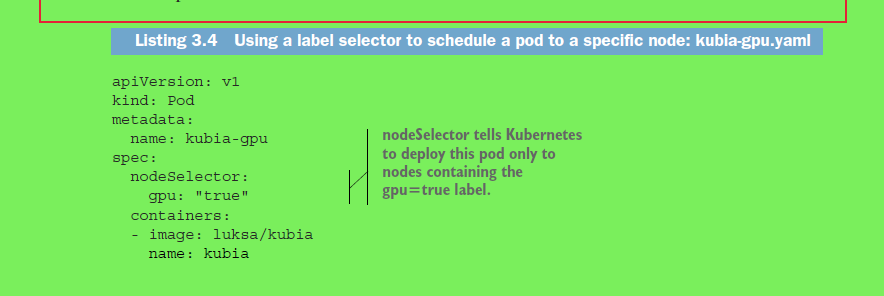 Listing 3.4 Using a label selector to schedule a pod to a specific node: kubia-gpu.yaml
apiVersion: v1
kind: Pod
metadata:
  name: kubia-gpu
spec:
  nodeSelector:
    gpu: "true"
  containers:
  - image: luksa/kubia
    name: kubia
nodeSelector tells Kubernetes
to deploy this pod only to
nodes containing the
gpu=true label.